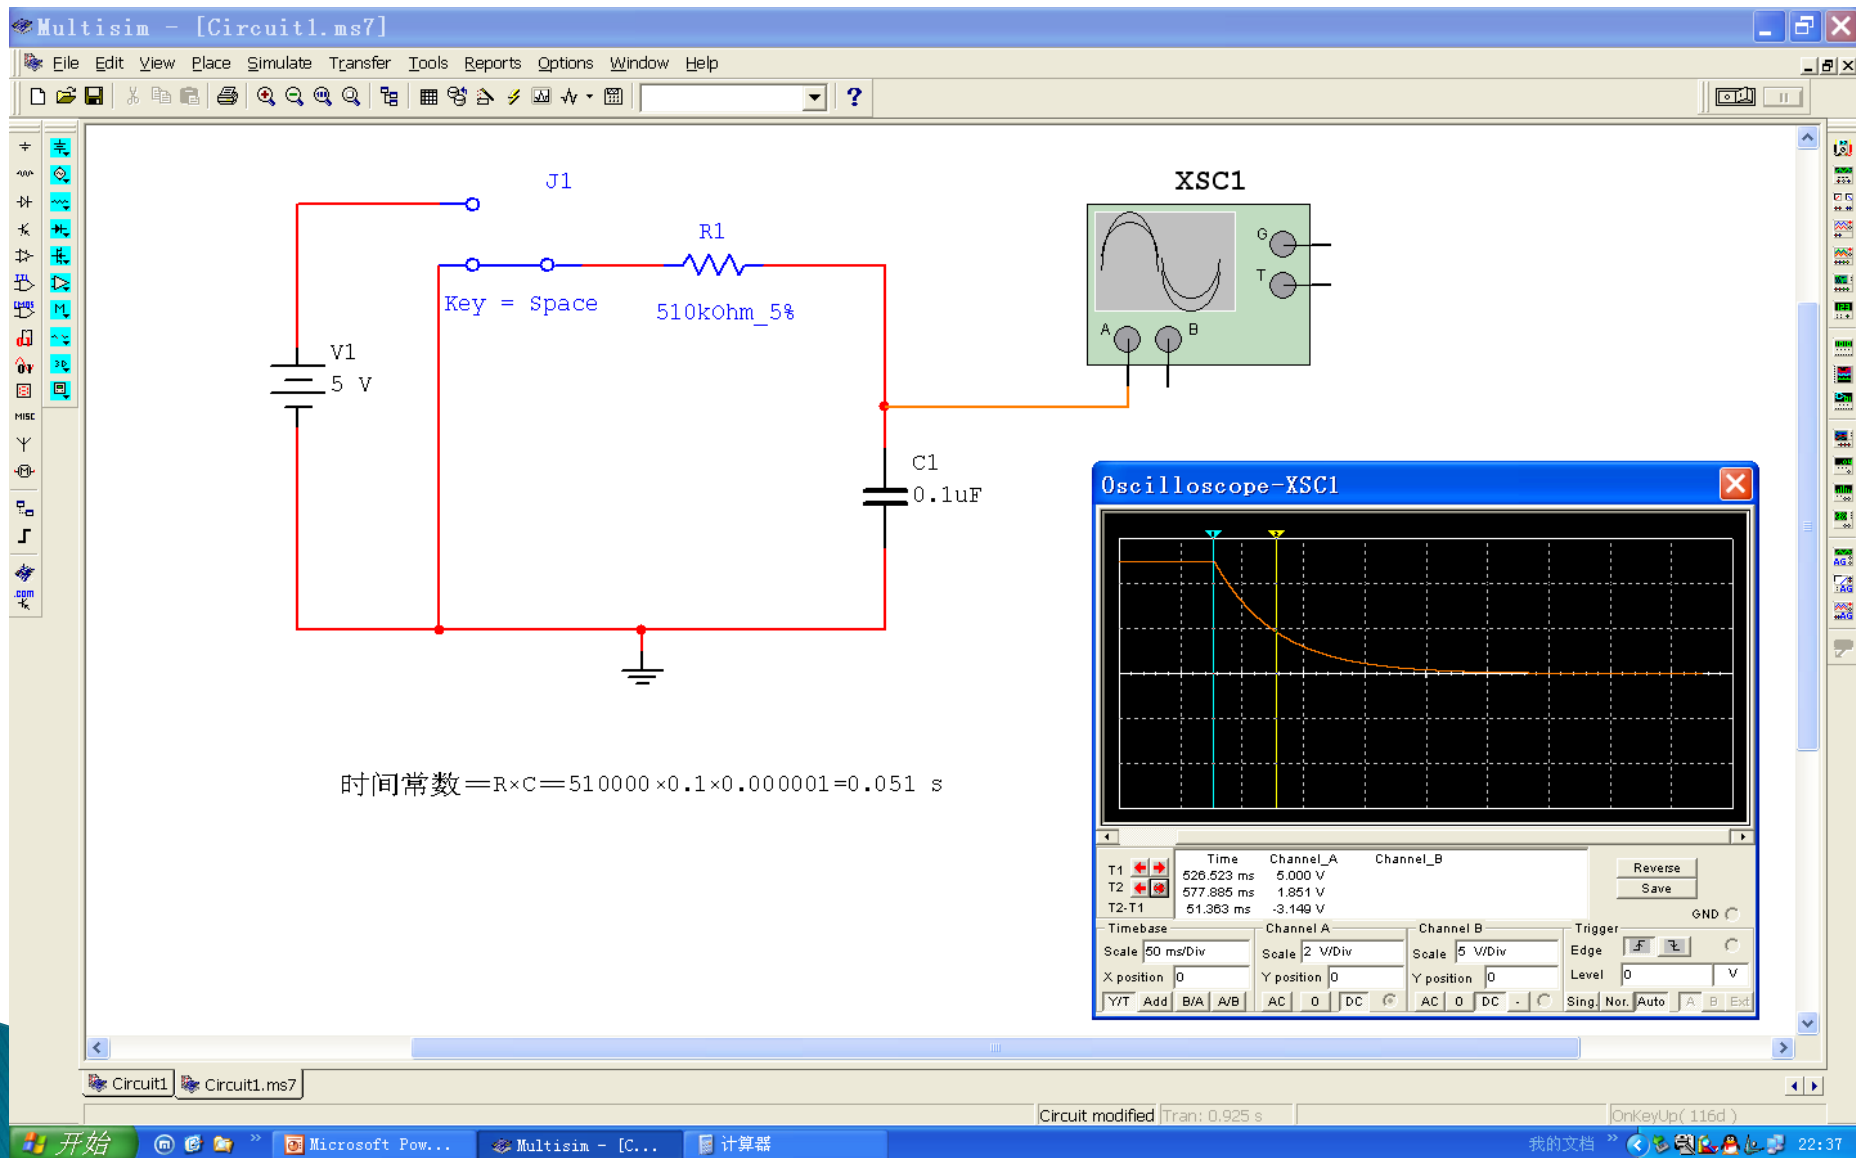 Multisim - [Circuit1.ms7]
File Edit View Place Simulate Transfer Tools Reports Options Window Help
J1
XSC1
R1
G
T
Key = Space
510kOhm_5%
A
B
V1
5 V
MISC
C1
0.1uF
Oscilloscope-XSC1
.com
时间常数＝R×C＝510000×0.1×0.000001=0.051 s
Time Channel_A Channel_B
T1 526.523 ms 5.000 V
T2 577.885 ms 1.851 V
T2-T1 51.363 ms -3.149 V
Reverse
Save
GND
Timebase Channel A Channel B Trigger
Scale 50 ms/Div Scale 2 V/Div Scale 5 V/Div Edge
X position 0 Y position 0 Y position 0 Level 0 V
Y/T Add B/A A/B AC 0 DC AC 0 DC - Sing. Nor. Auto A B Ext
Circuit1 Circuit1.ms7
Circuit modified Tran: 0.925 s OnKeyUp( 116d )
开始 Microsoft Pow... Multisim - [C... 计算器 我的文档 22:37